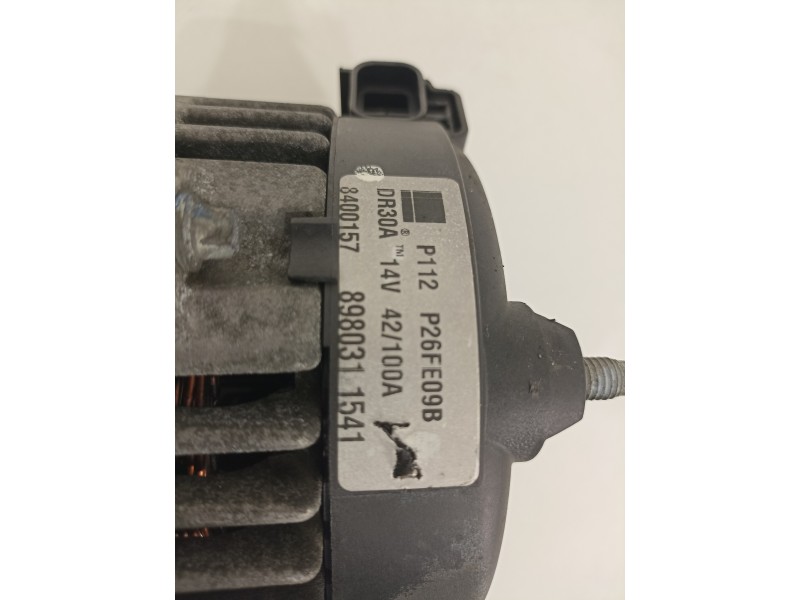 P112 P26FE09B
® DR30A™ 14V 42/100A
8400157 898031 1541